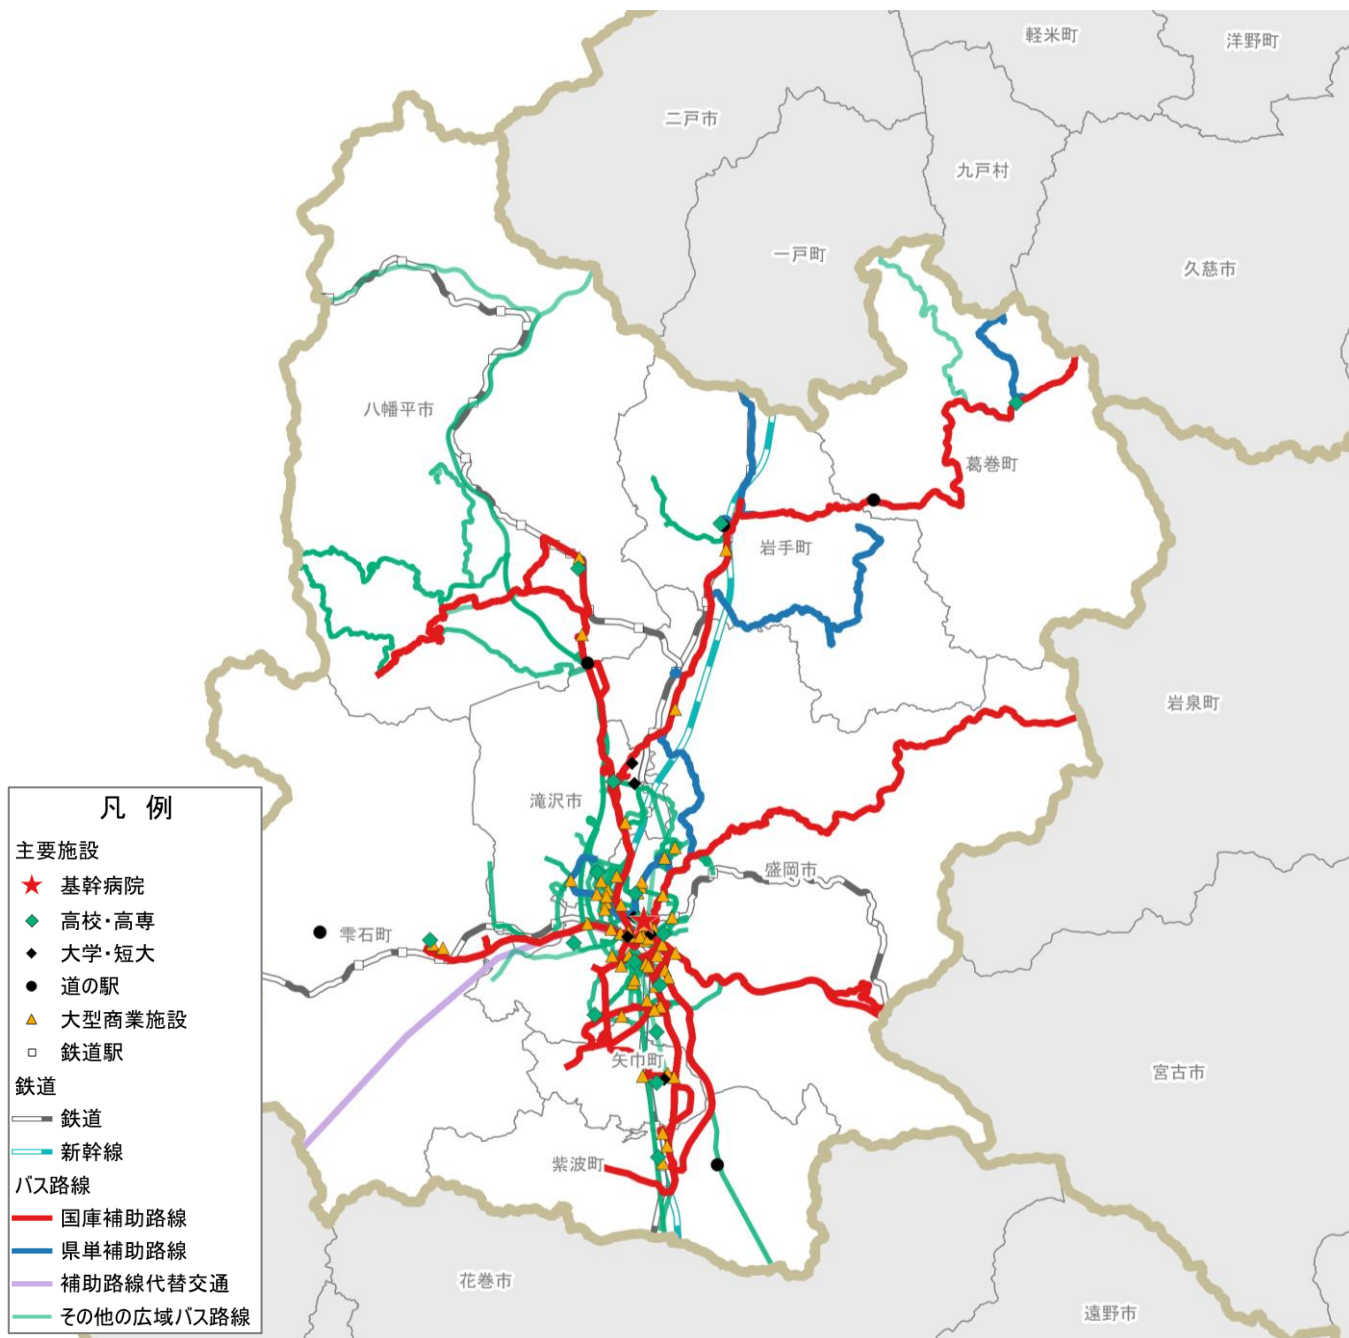 軽米町
洋野町
二戸市
九戸村
一戸町
久慈市
八幡平市
葛巻町
岩手町
岩泉町
滝沢市
盛岡市
雫石町
矢巾町
宮古市
紫波町
花巻市
遠野市
凡 例
主要施設
基幹病院
高校・高専
大学・短大
道の駅
大型商業施設
鉄道駅
鉄道
鉄道
新幹線
バス路線
国庫補助路線
県単補助路線
補助路線代替交通
その他の広域バス路線